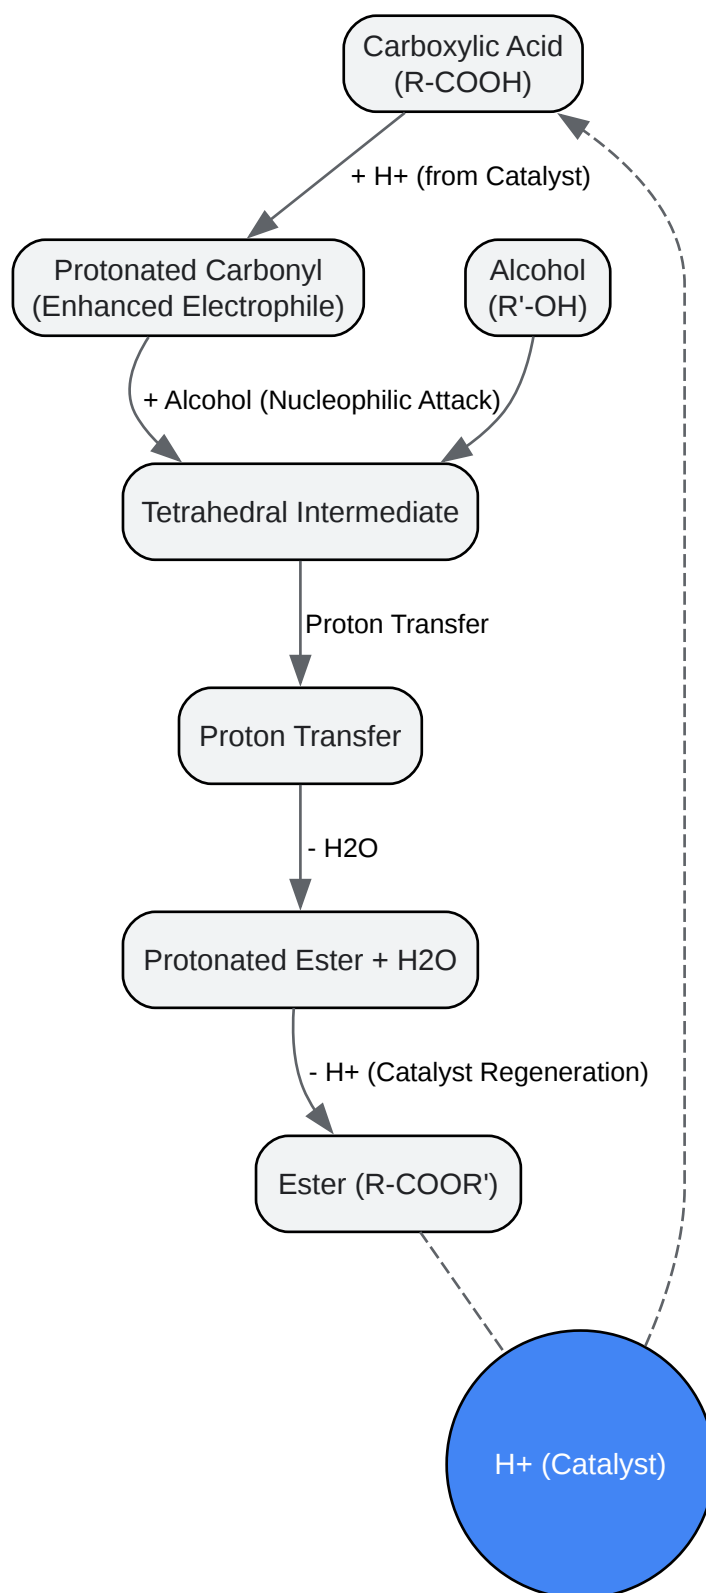 Carboxylic Acid
(R-COOH)
+ H+ (from Catalyst)
Protonated Carbonyl
(Enhanced Electrophile)
Alcohol
(R'-OH)
+ Alcohol (Nucleophilic Attack)
Tetrahedral Intermediate
Proton Transfer
Proton Transfer
- H2O
Protonated Ester + H2O
- H+ (Catalyst Regeneration)
Ester (R-COOR')
H+ (Catalyst)